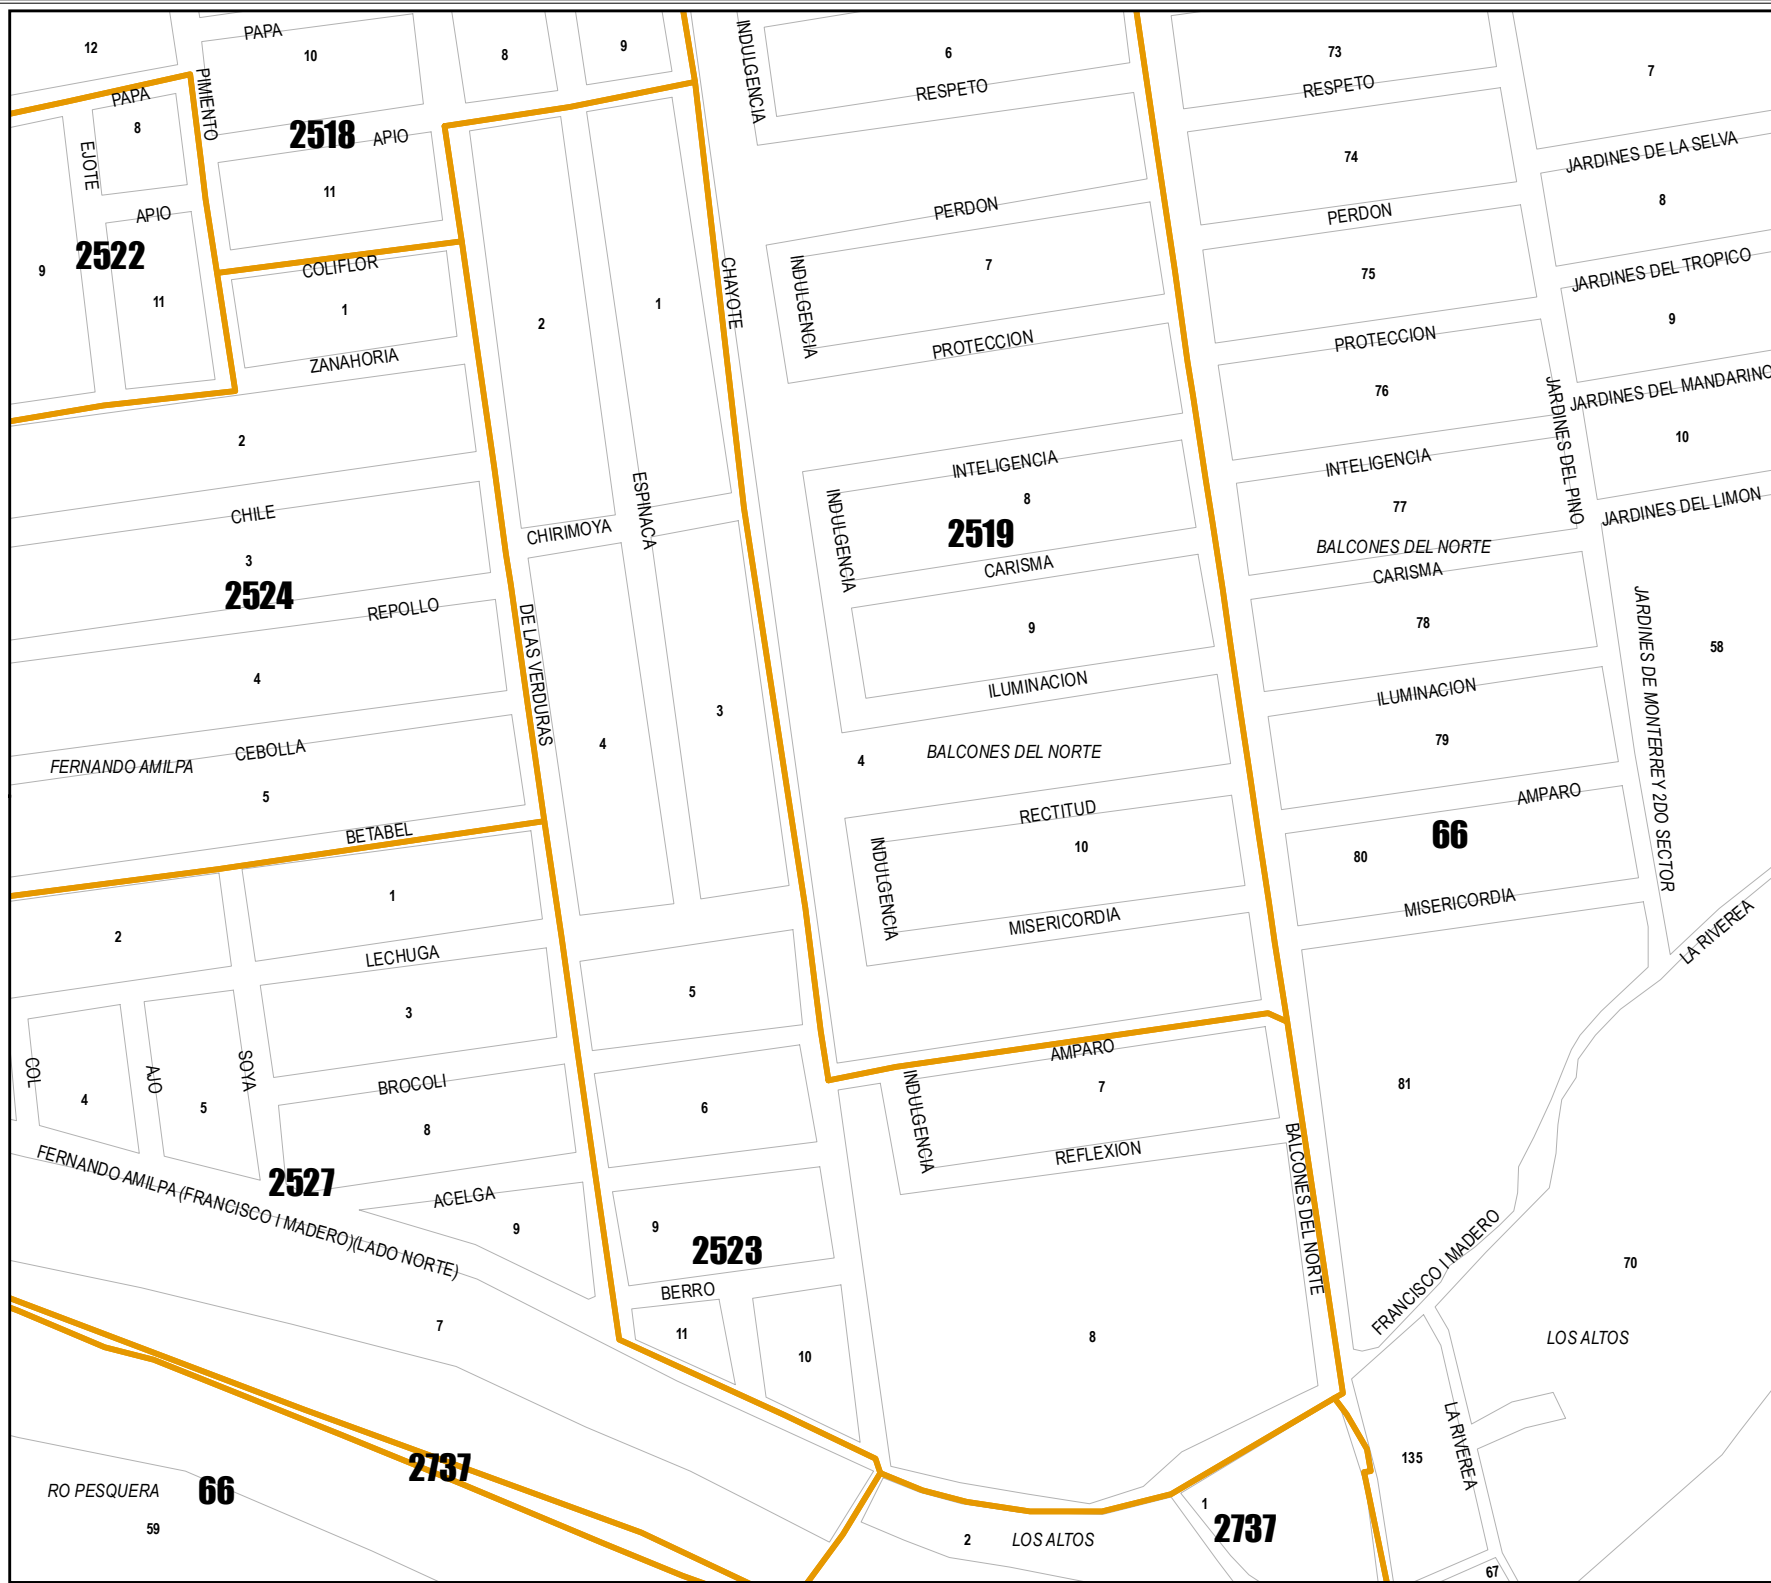 12
PAPA
10
8
9
INDULGENCIA
6
RESPETO
73
RESPETO
7
PAPA
PIMIENTO
8
2518
APIO
EJOTE
11
74
JARDINES DE LA SELVA
8
APIO
PERDON
PERDON
2522
9
11
COLIFLOR
1
CHAYOTE
2
1
INDULGENCIA
7
75
JARDINES DEL TROPICO
9
ZANAHORIA
PROTECCION
PROTECCION
76
JARDINES DEL PINO
JARDINES DEL MANDARINO
10
2
INTELIGENCIA
INTELIGENCIA
CHILE
ESPINACA
CHIRIMOYA
INDULGENCIA
8
2519
77
JARDINES DEL LIMON
3
2524
BALCONES DEL NORTE
CARISMA
CARISMA
REPOLLO
DE LAS VERDURAS
9
78
JARDINES DE MONTERREY 2DO SECTOR
58
4
ILUMINACION
ILUMINACION
3
4
CEBOLLA
FERNANDO AMILPA
4
BALCONES DEL NORTE
79
5
RECTITUD
AMPARO
BETABEL
INDULGENCIA
10
80
66
1
MISERICORDIA
MISERICORDIA
2
LECHUGA
LA RIVEREA
5
3
COL
AJO
SOYA
AMPARO
BROCOLI
INDULGENCIA
7
81
4
5
6
8
REFLEXION
BALCONES DEL NORTE
FERNANDO AMILPA (FRANCISCO I MADERO)(LADO NORTE)
2527
ACELGA
9
9
2523
FRANCISCO I MADERO
70
BERRO
7
11
10
8
LOS ALTOS
2737
LA RIVEREA
135
RO PESQUERA
66
59
1
2737
2
LOS ALTOS
67